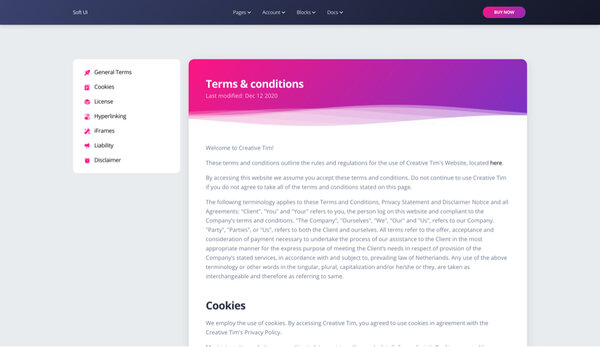 Soft UI
Pages
Account
Blocks
Docs
BUY NOW
General Terms
Cookies
License
Hyperlinking
iFrames
Liability
Disclaimer
Terms & conditions
Last modified: Dec 12 2020
Welcome to Creative Tim!
These terms and conditions outline the rules and regulations for the use of Creative Tim's Website, located here.
By accessing this website we assume you accept these terms and conditions. Do not continue to use Creative Tim
if you do not agree to take all of the terms and conditions stated on this page.
The following terminology applies to these Terms and Conditions, Privacy Statement and Disclaimer Notice and all
Agreements: "Client", "You" and "Your" refers to you, the person log on this website and compliant to the
Company's terms and conditions. "The Company", "Ourselves", "We", "Our" and "Us", refers to our Company.
"Party", "Parties", or "Us", refers to both the Client and ourselves. All terms refer to the offer, acceptance and
consideration of payment necessary to undertake the process of our assistance to the Client in the most
appropriate manner for the express purpose of meeting the Client's needs in respect of provision of the
Company's stated services, in accordance with and subject to, prevailing law of Netherlands. Any use of the above
terminology or other words in the singular, plural, capitalization and/or he/she or they, are taken as
interchangeable and therefore as referring to same.
Cookies
We employ the use of cookies. By accessing Creative Tim, you agreed to use cookies in agreement with the
Creative Tim's Privacy Policy.